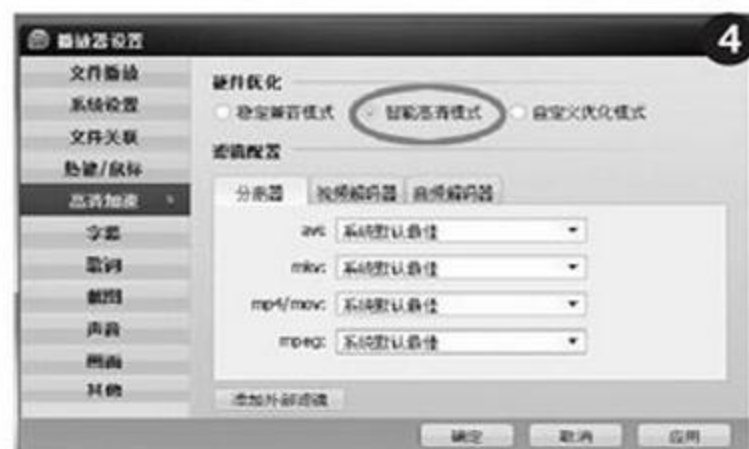 播放器设置
4
文件播放
系统设置
文件关联
热键/鼠标
高清加速
字幕
歌词
截图
声音
画面
其他
硬件优化
稳定兼容模式 智能高清模式 自定义优化模式
滤镜配置
分离器 视频解码器 音频解码器
avi: 系统默认最佳
mkv: 系统默认最佳
mp4/mov: 系统默认最佳
mpeg: 系统默认最佳
添加外部滤镜
确定 取消 应用